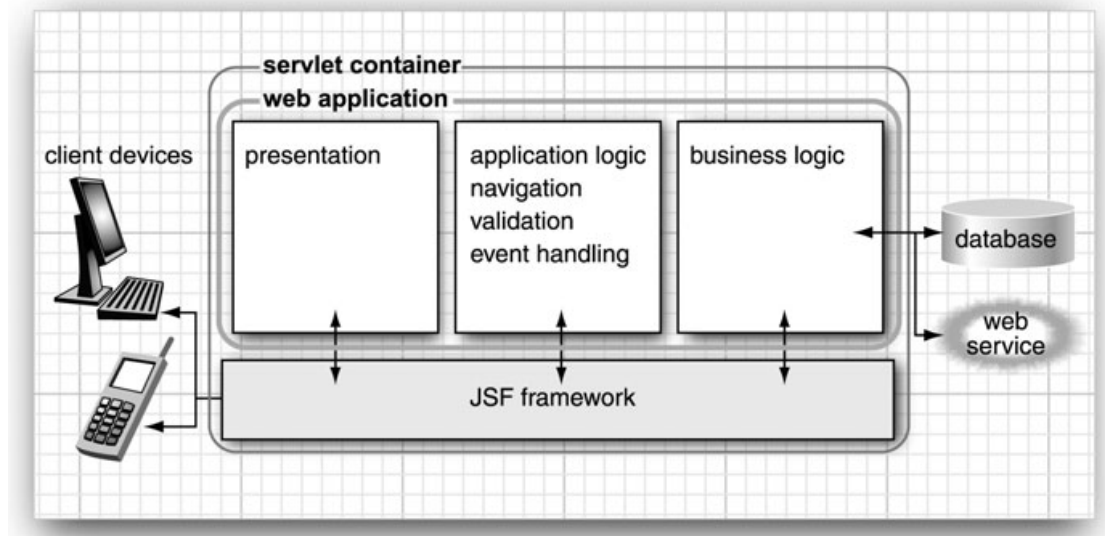 servlet container
web application
client devices
presentation
application logic
navigation
validation
event handling
business logic
database
web
service
JSF framework